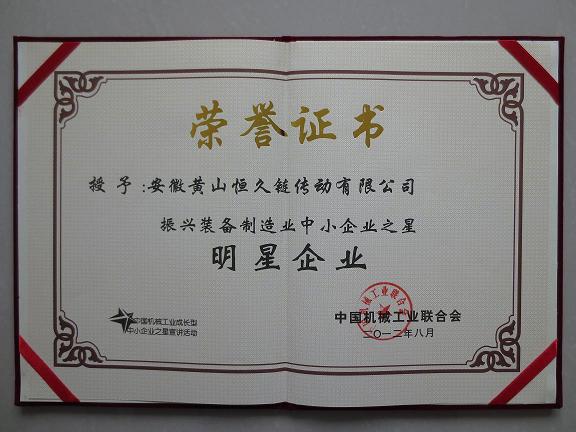 荣誉证书
授予:安徽黄山恒久链传动有限公司
振兴装备制造业中小企业之星
明星企业
中国机械工业成长型
中小企业之星宣讲活动
中国机械工业联合会
二〇一二年八月